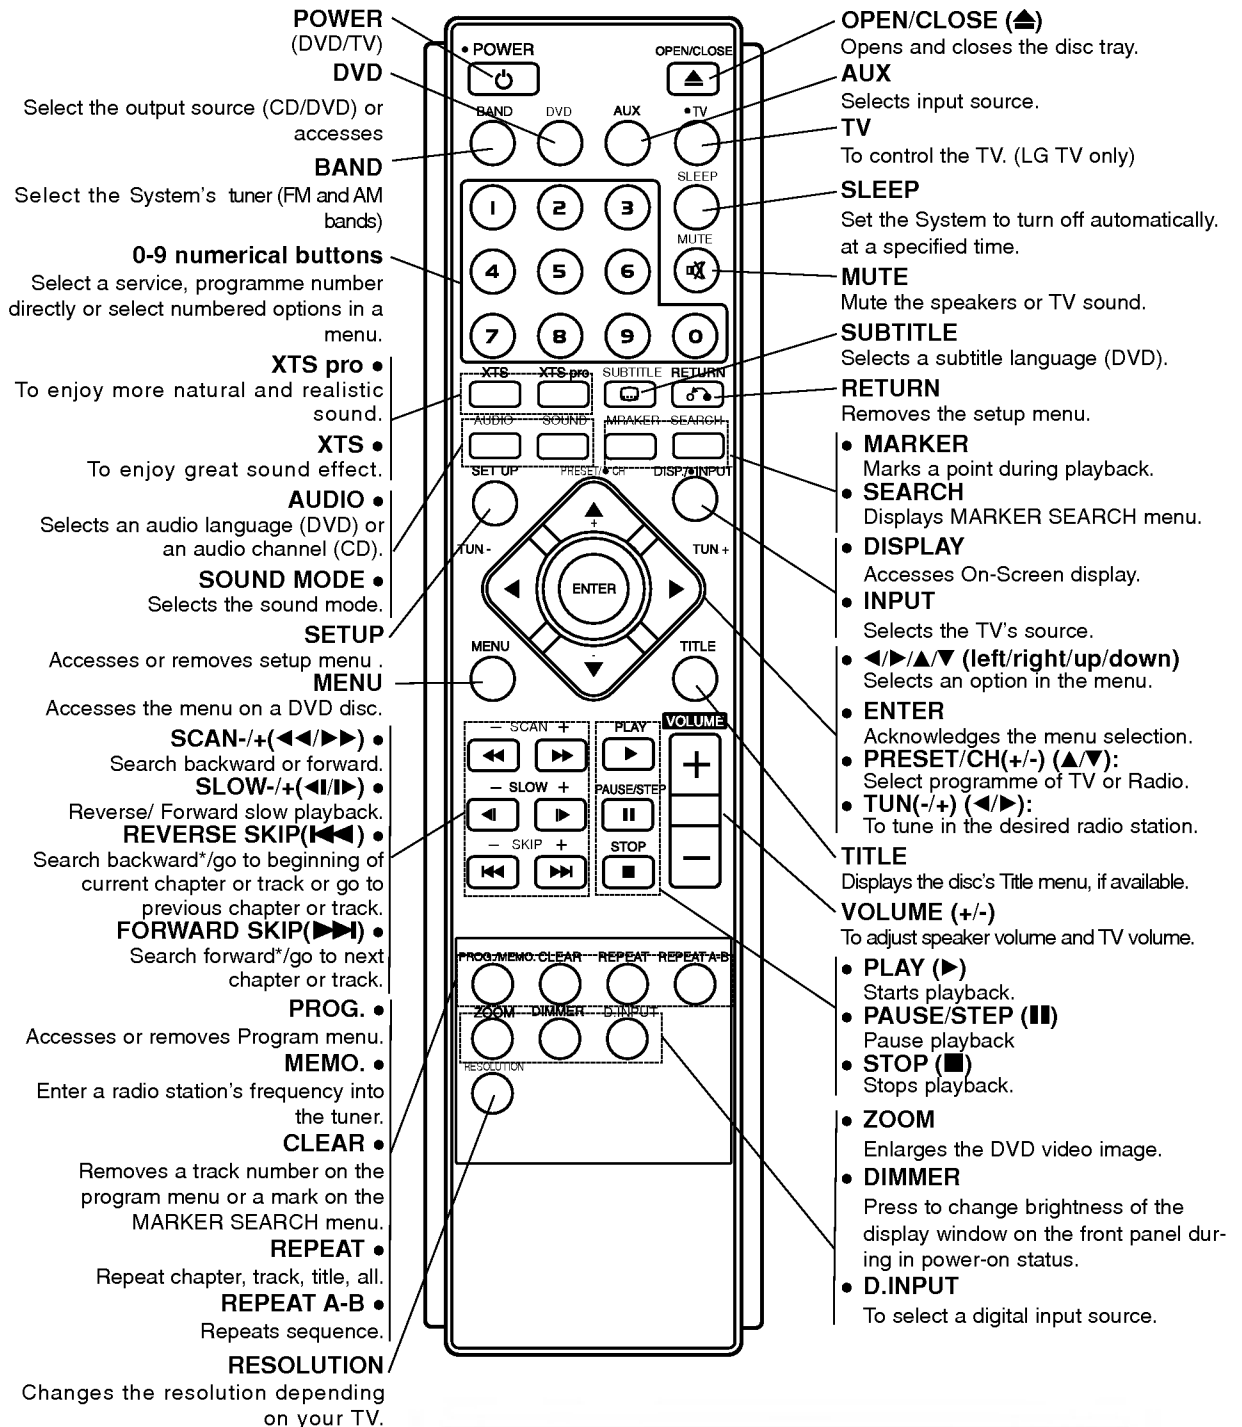 POWER
(DVD/TV)
DVD
Select the output source (CD/DVD) or
accesses
BAND
Select the System's tuner (FM and AM
bands)
0-9 numerical buttons
Select a service, programme number
directly or select numbered options in a
menu.
XTS pro •
To enjoy more natural and realistic
sound.
XTS •
To enjoy great sound effect.
AUDIO •
Selects an audio language (DVD) or
an audio channel (CD).
SOUND MODE •
Selects the sound mode.
SETUP
Accesses or removes setup menu .
MENU
Accesses the menu on a DVD disc.
SCAN-/+(◀◀/▶▶) •
Search backward or forward.
SLOW-/+(◀I/I▶) •
Reverse/ Forward slow playback.
REVERSE SKIP(I◀◀ ) •
Search backward*/go to beginning of
current chapter or track or go to
previous chapter or track.
FORWARD SKIP(▶▶I) •
Search forward*/go to next
chapter or track.
PROG. •
Accesses or removes Program menu.
MEMO. •
Enter a radio station's frequency into
the tuner.
CLEAR •
Removes a track number on the
program menu or a mark on the
MARKER SEARCH menu.
REPEAT •
Repeat chapter, track, title, all.
REPEAT A-B •
Repeats sequence.
RESOLUTION
Changes the resolution depending
on your TV.
• POWER OPEN/CLOSE
BAND DVD AUX • TV
SLEEP
1 2 3
MUTE
4 5 6
7 8 9 0
XTS XTS pro SUBTITLE RETURN
AUDIO SOUND MRAKER SEARCH
SET UP PRESET/• CH DISP./• INPUT
+
TUN - TUN +
◀ ENTER ▶
-
MENU TITLE
− SCAN + PLAY VOLUME
+
− SLOW + PAUSE/STEP
− SKIP + STOP
−
PROG./MEMO. CLEAR REPEAT REPEAT A-B
ZOOM DIMMER D.INPUT
RESOLUTION
OPEN/CLOSE (⏏)
Opens and closes the disc tray.
AUX
Selects input source.
TV
To control the TV. (LG TV only)
SLEEP
Set the System to turn off automatically.
at a specified time.
MUTE
Mute the speakers or TV sound.
SUBTITLE
Selects a subtitle language (DVD).
RETURN
Removes the setup menu.
• MARKER
Marks a point during playback.
• SEARCH
Displays MARKER SEARCH menu.
• DISPLAY
Accesses On-Screen display.
• INPUT
Selects the TV's source.
• ◀/▶/▲/▼ (left/right/up/down)
Selects an option in the menu.
• ENTER
Acknowledges the menu selection.
• PRESET/CH(+/-) (▲/▼):
Select programme of TV or Radio.
• TUN(-/+) (◀/▶):
To tune in the desired radio station.
TITLE
Displays the disc's Title menu, if available.
VOLUME (+/-)
To adjust speaker volume and TV volume.
• PLAY (▶)
Starts playback.
• PAUSE/STEP (❚❚)
Pause playback
• STOP (■)
Stops playback.
• ZOOM
Enlarges the DVD video image.
• DIMMER
Press to change brightness of the
display window on the front panel dur-
ing in power-on status.
• D.INPUT
To select a digital input source.